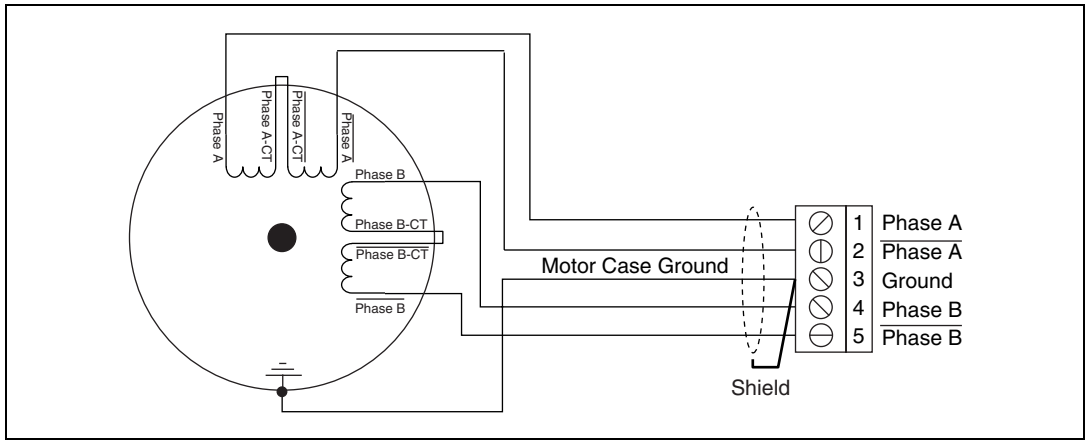 Phase A
Phase A-CT
Phase A-CT
Phase A
Phase B
Phase B-CT
Phase B-CT
Phase B
Motor Case Ground
Shield
1 Phase A
2 Phase A
3 Ground
4 Phase B
5 Phase B